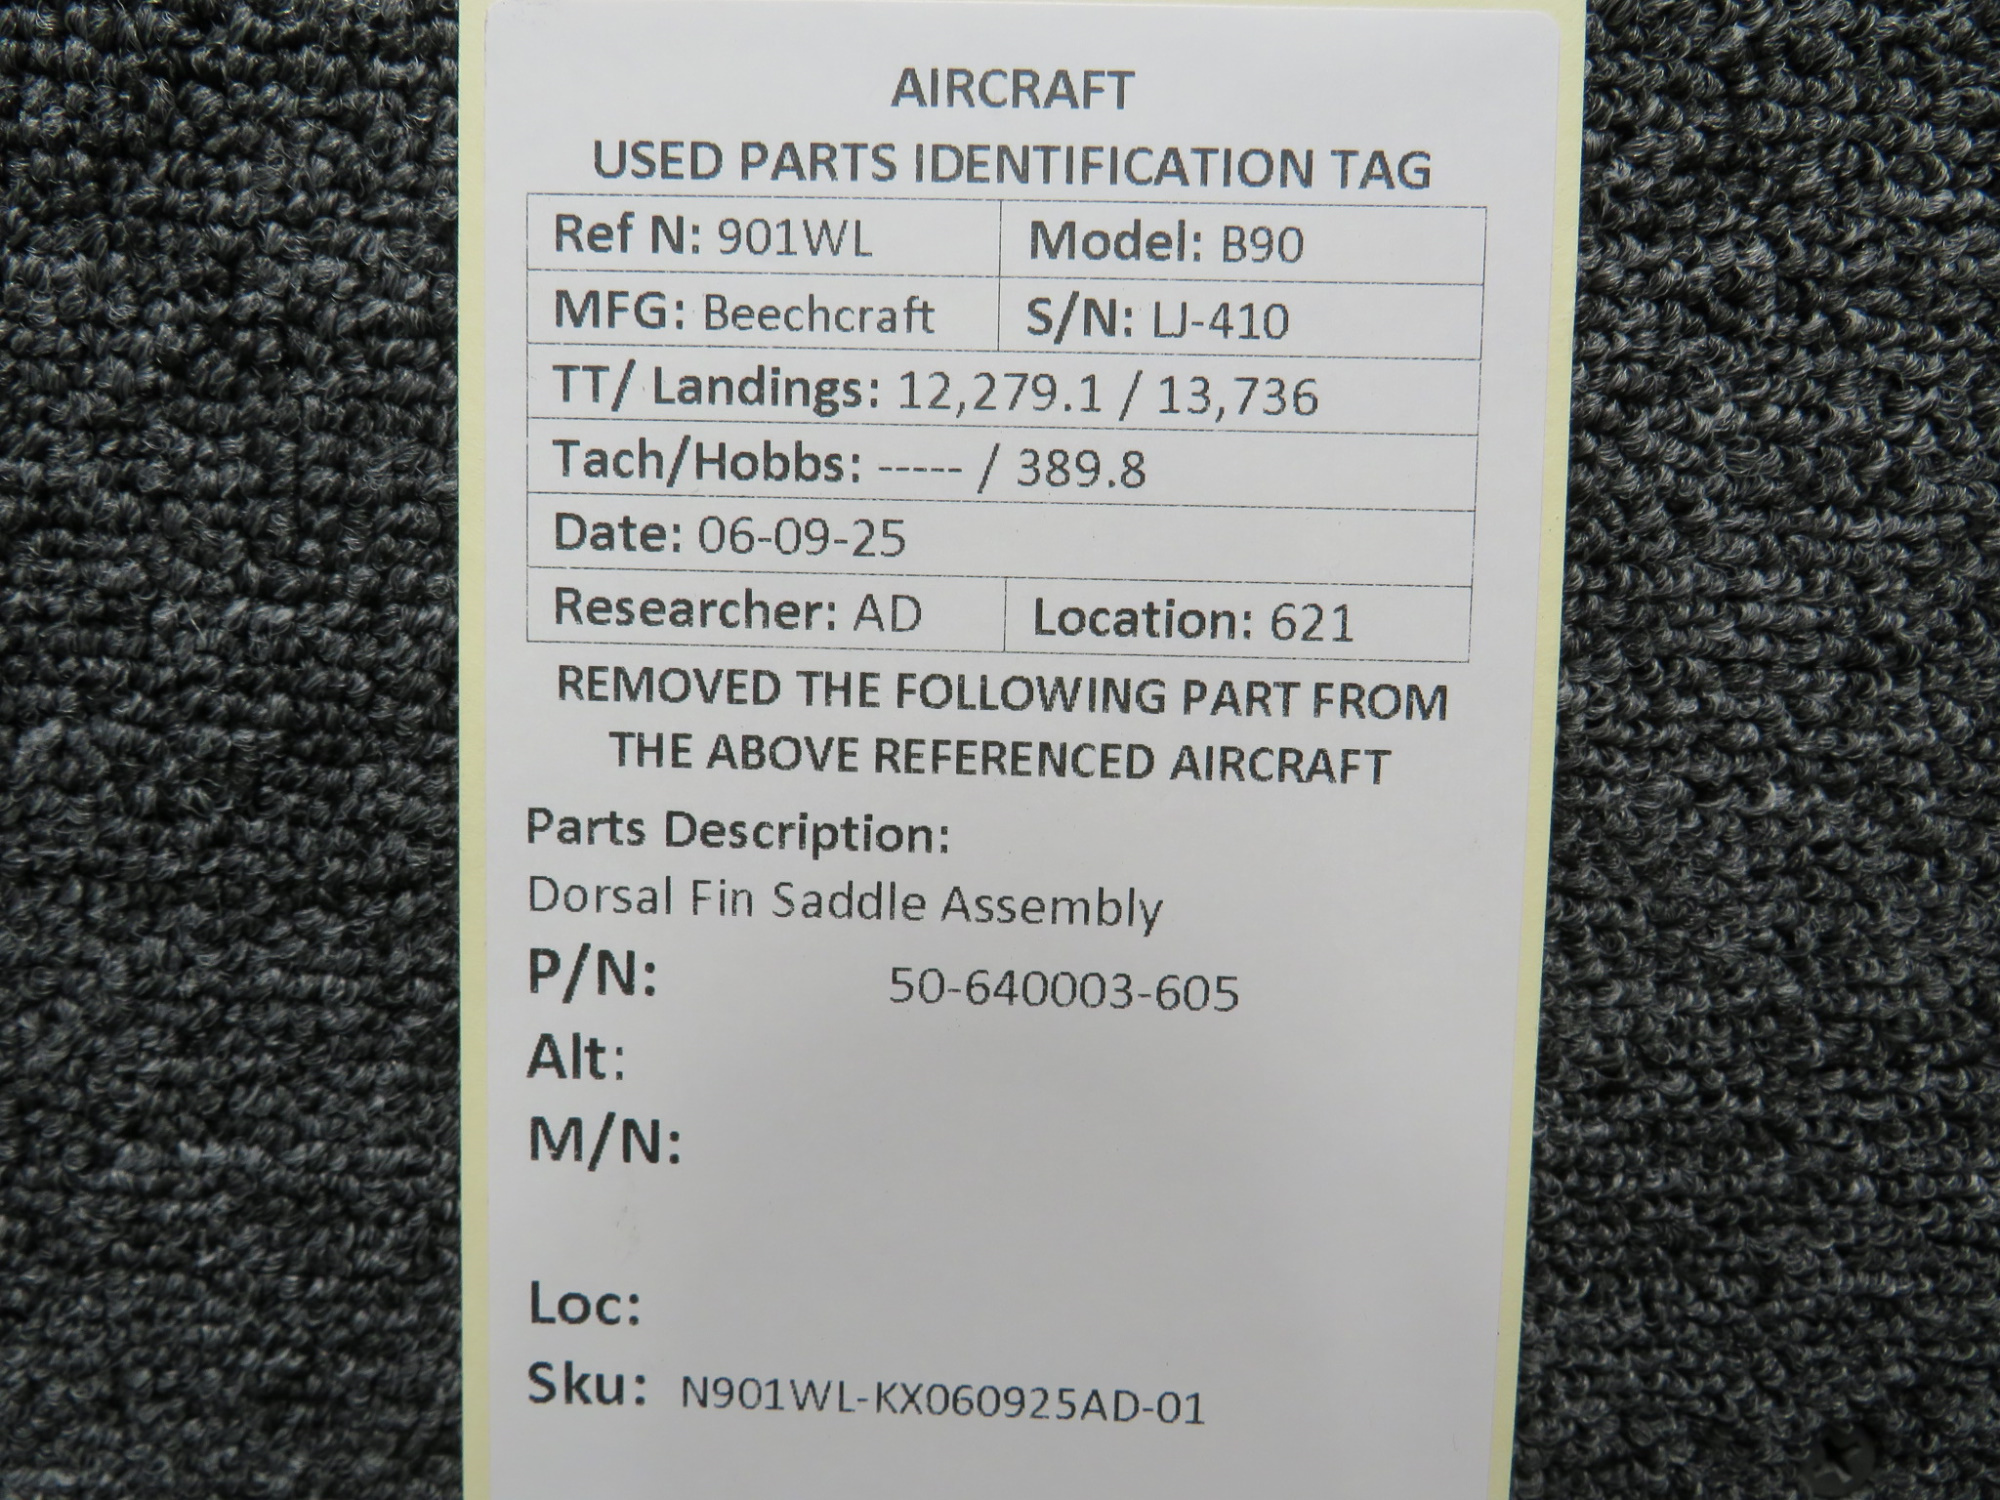 AIRCRAFT
USED PARTS IDENTIFICATION TAG
Ref N: 901WL Model: B90
MFG: Beechcraft S/N: LJ-410
TT/ Landings: 12,279.1 / 13,736
Tach/Hobbs: ----- / 389.8
Date: 06-09-25
Researcher: AD Location: 621
REMOVED THE FOLLOWING PART FROM
THE ABOVE REFERENCED AIRCRAFT
Parts Description:
Dorsal Fin Saddle Assembly
P/N: 50-640003-605
Alt:
M/N:
Loc:
Sku: N901WL-KX060925AD-01